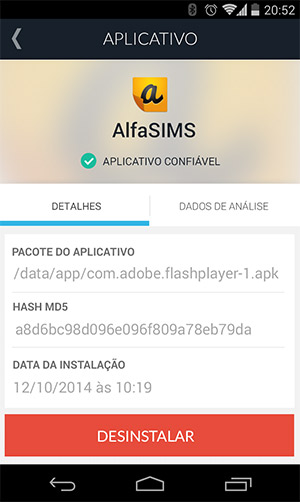 20:52
APLICATIVO
a
AlfaSIMS
APLICATIVO CONFIÁVEL
DETALHES
DADOS DE ANÁLISE
PACOTE DO APLICATIVO
/data/app/com.adobe.flashplayer-1.apk
HASH MD5
a8d6bc98d096e096f809a78eb79da
DATA DA INSTALAÇÃO
12/10/2014 às 10:19
DESINSTALAR